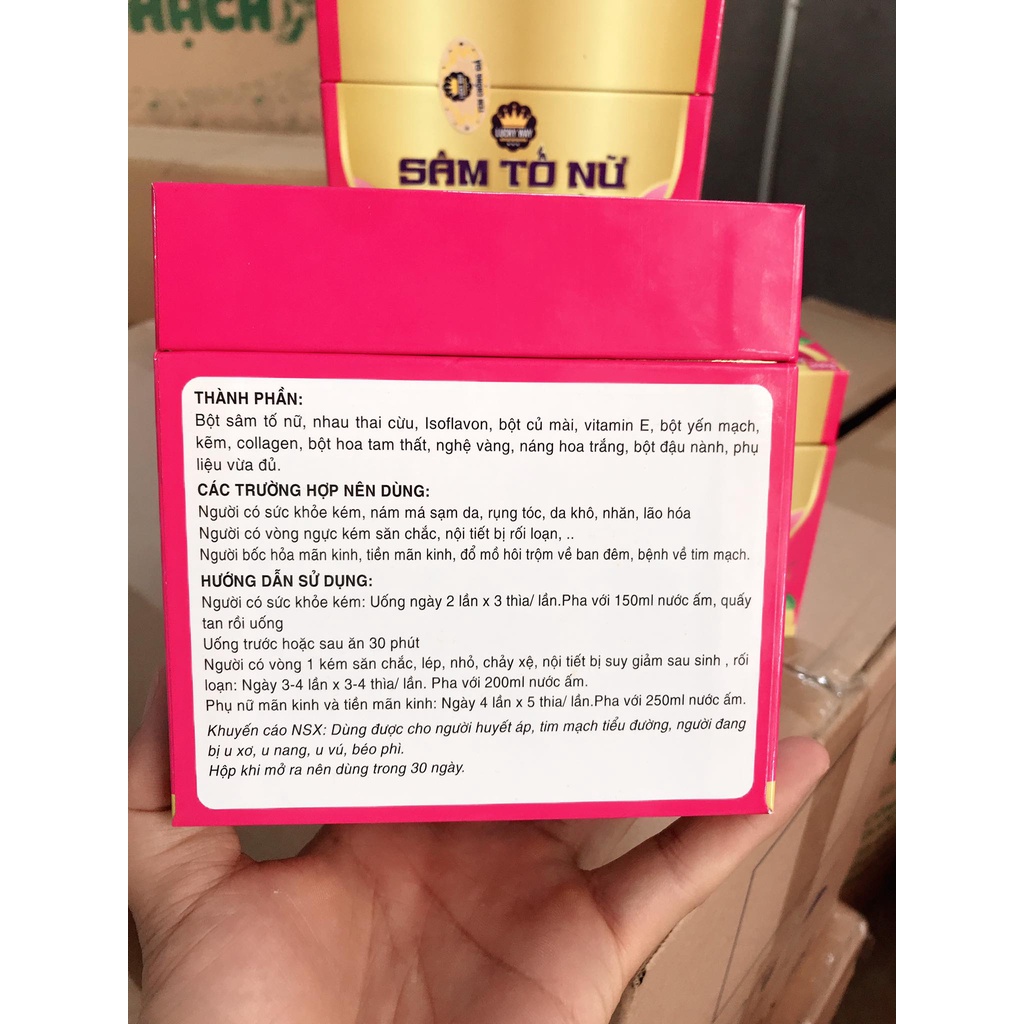 HẠCH
TEM CHỐNG GIẢ
LUCKY NAVY
SÂM TỐ NỮ
THÀNH PHẦN:
Bột sâm tố nữ, nhau thai cừu, Isoflavon, bột củ mài, vitamin E, bột yến mạch,
kẽm, collagen, bột hoa tam thất, nghệ vàng, náng hoa trắng, bột đậu nành, phụ
liệu vừa đủ.
CÁC TRƯỜNG HỢP NÊN DÙNG:
Người có sức khỏe kém, nám má sạm da, rụng tóc, da khô, nhăn, lão hóa
Người có vòng ngực kém săn chắc, nội tiết bị rối loạn, ..
Người bốc hỏa mãn kinh, tiền mãn kinh, đổ mồ hôi trộm về ban đêm, bệnh về tim mạch.
HƯỚNG DẪN SỬ DỤNG:
Người có sức khỏe kém: Uống ngày 2 lần x 3 thìa/ lần.Pha với 150ml nước ấm, quấy
tan rồi uống
Uống trước hoặc sau ăn 30 phút
Người có vòng 1 kém săn chắc, lép, nhỏ, chảy xệ, nội tiết bị suy giảm sau sinh , rối
loạn: Ngày 3-4 lần x 3-4 thìa/ lần. Pha với 200ml nước ấm.
Phụ nữ mãn kinh và tiền mãn kinh: Ngày 4 lần x 5 thia/ lần.Pha với 250ml nước ấm.
Khuyến cáo NSX: Dùng được cho người huyết áp, tim mạch tiểu đường, người đang
bị u xơ, u nang, u vú, béo phì.
Hộp khi mở ra nên dùng trong 30 ngày.